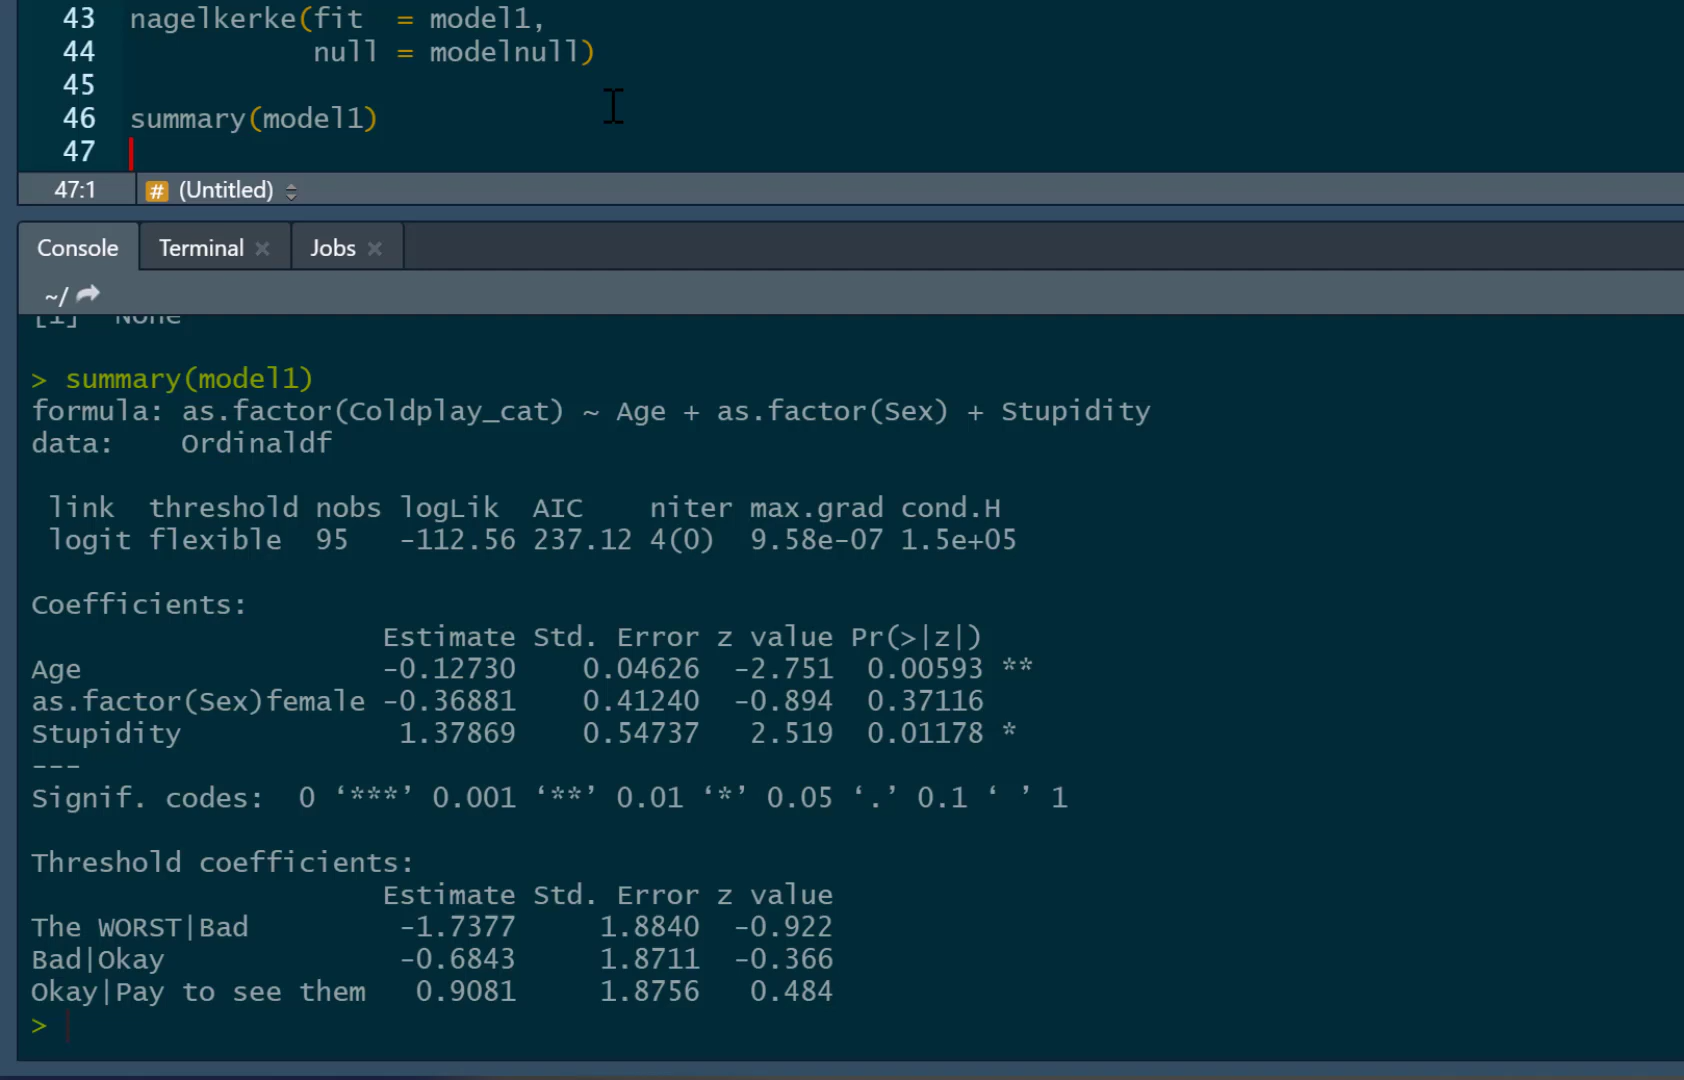 43 nagelkerke(fit  = model1,
44            null = modelnull)
45
46 summary(model1)
47
47:1 # (Untitled)
Console Terminal × Jobs ×
~/
[1] "None"
> summary(model1)
formula: as.factor(Coldplay_cat) ~ Age + as.factor(Sex) + Stupidity
data:    Ordinaldf
 link  threshold nobs logLik  AIC    niter max.grad cond.H
 logit flexible  95   -112.56 237.12 4(0)  9.58e-07 1.5e+05
Coefficients:
                     Estimate Std. Error z value Pr(>|z|)
Age                  -0.12730    0.04626  -2.751  0.00593 **
as.factor(Sex)female -0.36881    0.41240  -0.894  0.37116
Stupidity             1.37869    0.54737   2.519  0.01178 *
---
Signif. codes:  0 ‘***’ 0.001 ‘**’ 0.01 ‘*’ 0.05 ‘.’ 0.1 ‘ ’ 1
Threshold coefficients:
                     Estimate Std. Error z value
The WORST|Bad         -1.7377     1.8840  -0.922
Bad|Okay              -0.6843     1.8711  -0.366
Okay|Pay to see them   0.9081     1.8756   0.484
>